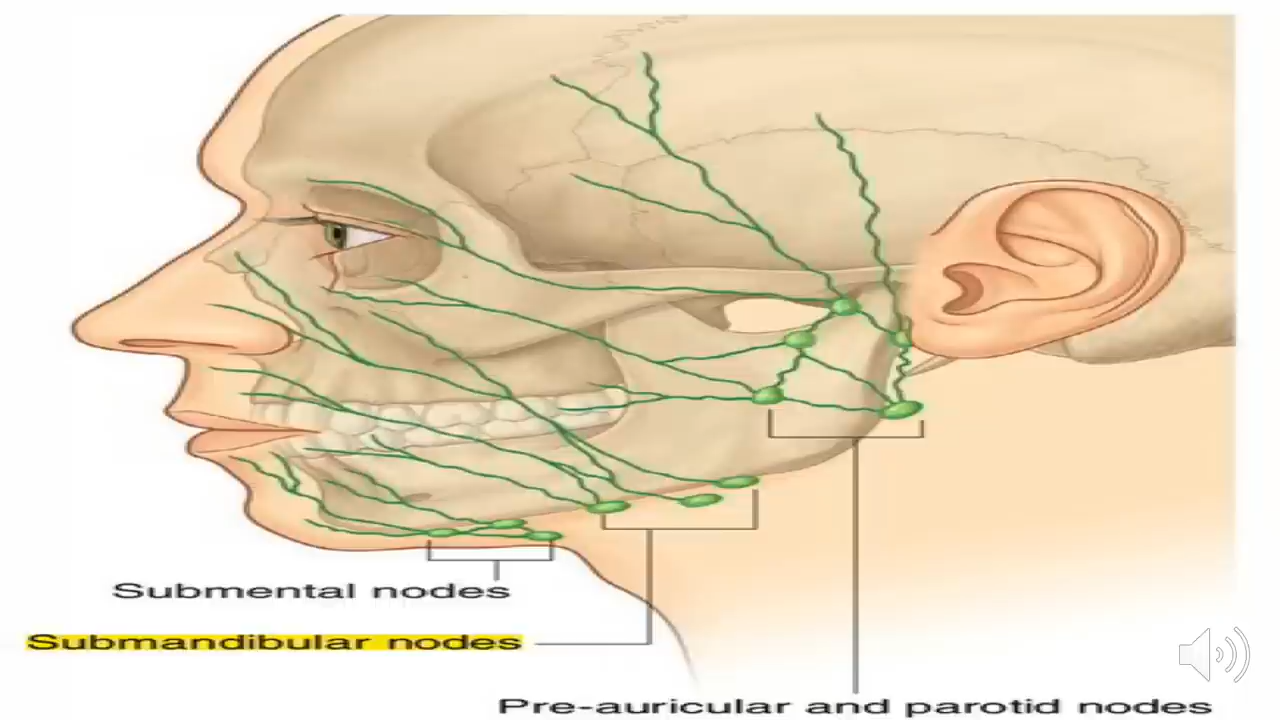 Submental nodes
Submandibular nodes
Pre-auricular and parotid nodes